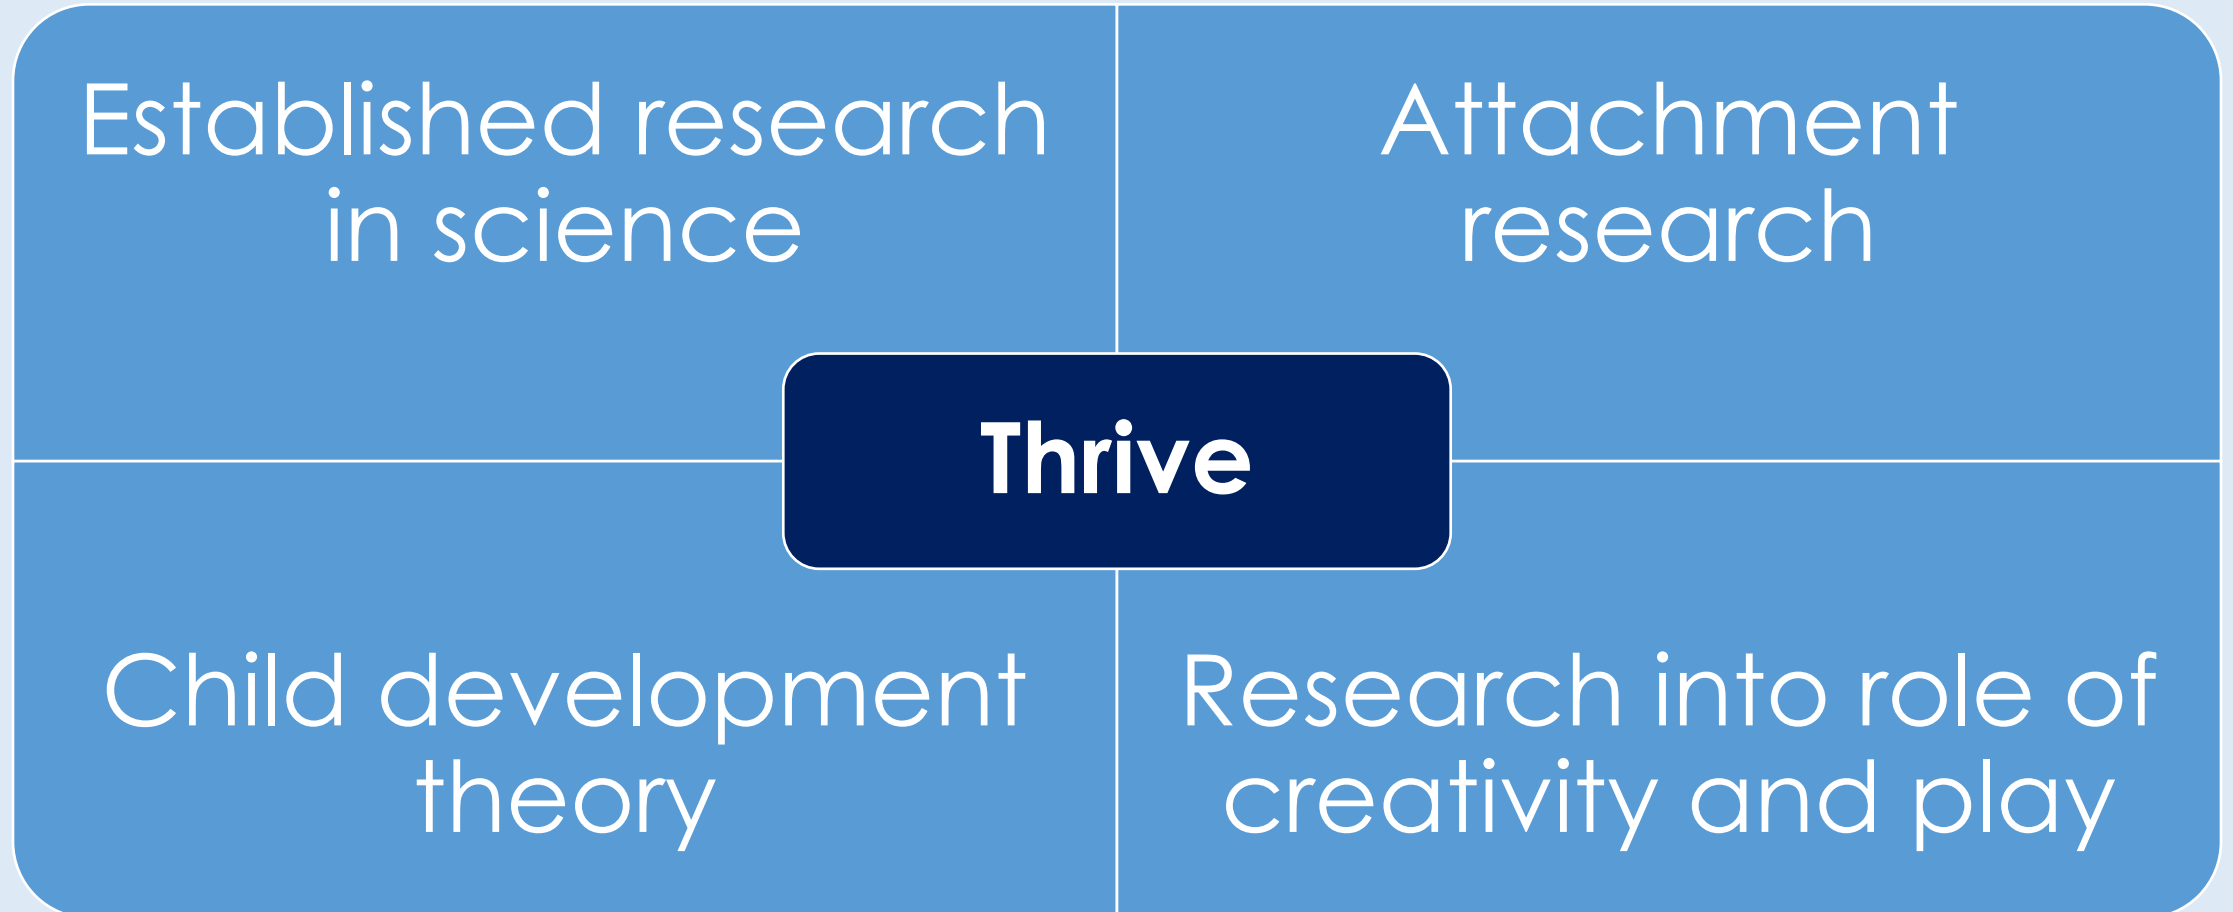 Established research
in science
Attachment
research
Thrive
Child development
theory
Research into role of
creativity and play